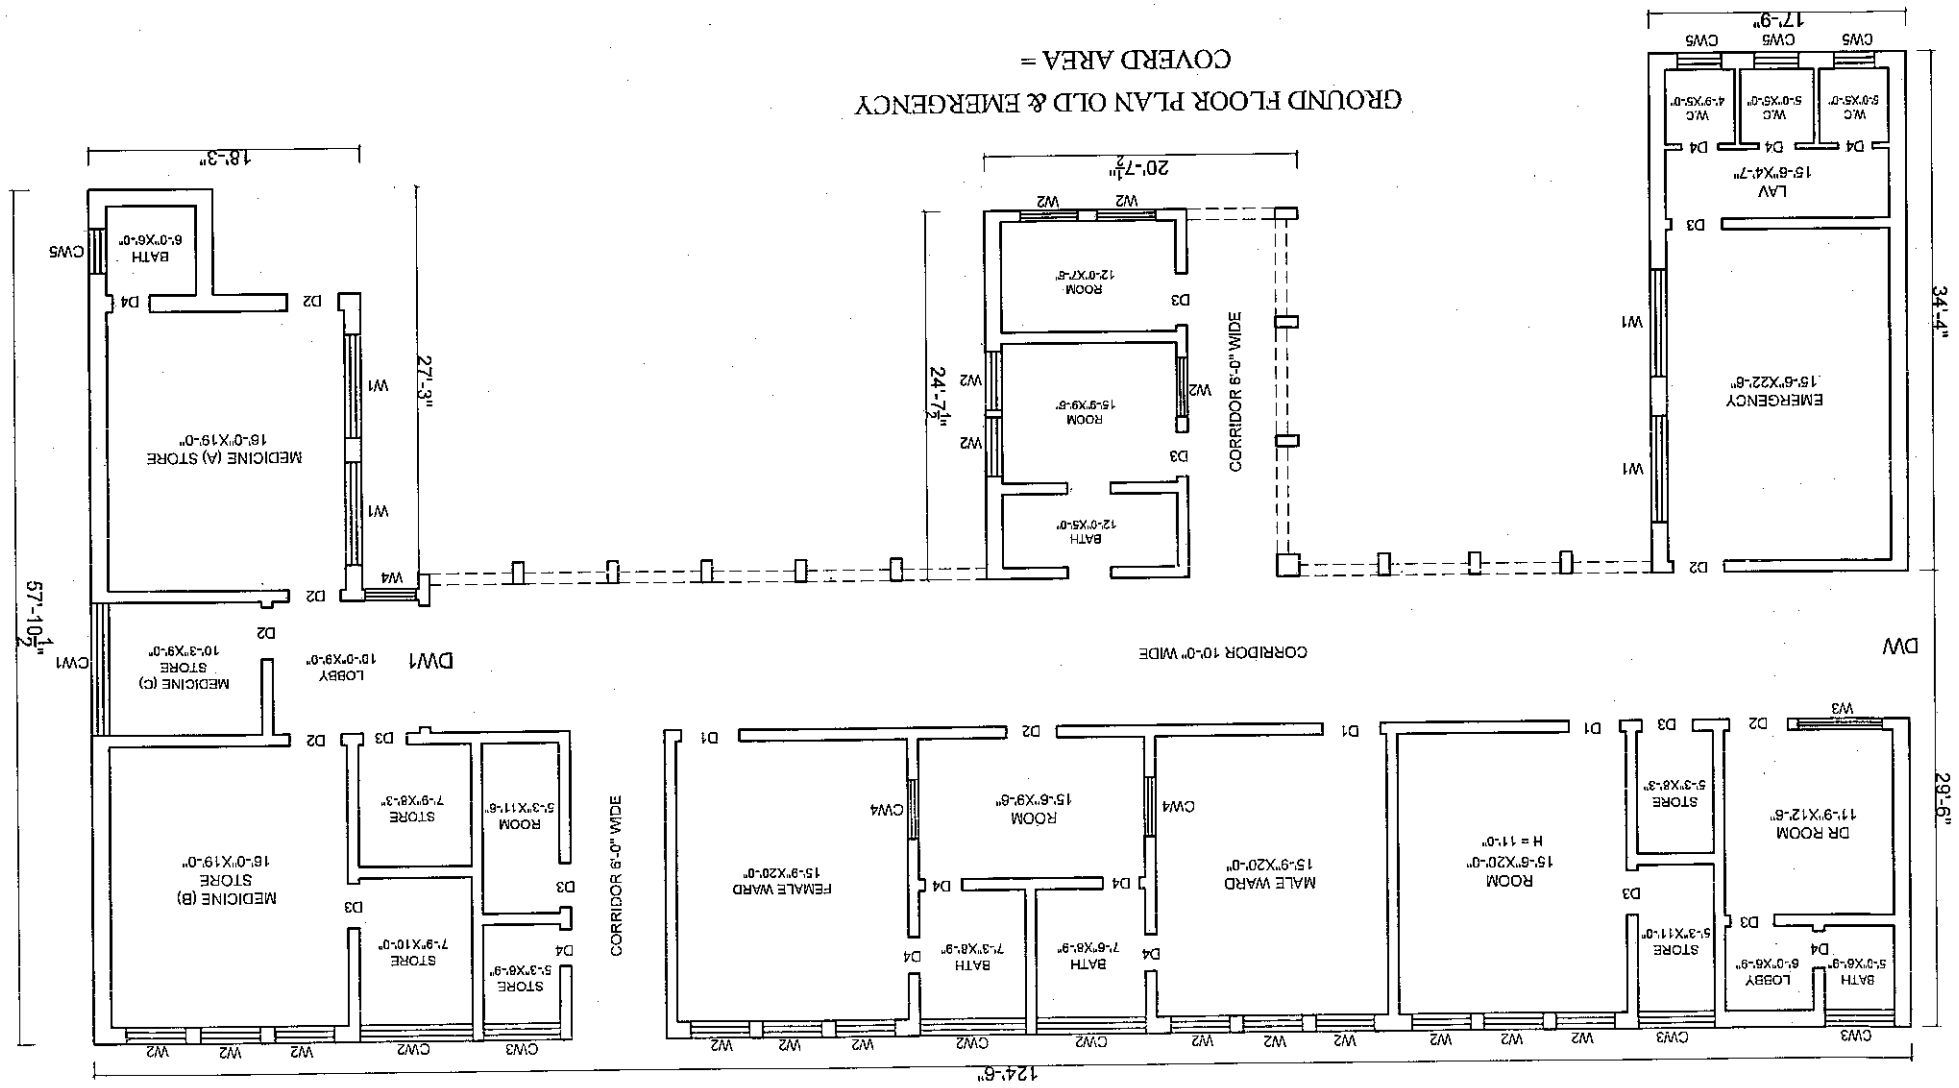 124'-6"
CW3
CW3
W2
W2
W2
W2
W2
W2
CW2
CW2
W2
W2
W2
CW3
CW2
W2
W2
W2
BATH
5'-0"X6'-9"
D4
LOBBY
6'-0"X6'-9"
D3
STORE
5'-3"X11'-0"
D3
D4
BATH
7'-6"X8'-9"
D4
BATH
7'-3"X8'-9"
D4
D4
CORRIDOR 6'-0" WIDE
D4
STORE
5'-3"X6'-9"
D3
STORE
7'-9"X10'-0"
D3
29'-6"
DR ROOM
11'-9"X12'-6"
STORE
5'-3"X8'-3"
ROOM
15'-6"X20'-0"
H = 11'-0"
MALE WARD
15'-9"X20'-0"
CW4
ROOM
15'-6"X9'-6"
CW4
FEMALE WARD
15'-9"X20'-0"
ROOM
5'-3"X11'-6"
STORE
7'-9"X8'-3"
MEDICINE (B)
STORE
16'-0"X19'-0"
W3
D2
D3
D1
D1
D2
D1
D3
D2
DW
CORRIDOR 10'-0" WIDE
DW1
LOBBY
10'-0"X9'-0"
D2
MEDICINE (C)
STORE
10'-3"X9'-0"
CW1
57'-10 1/2"
D2
W4
D2
34'-4"
EMERGENCY
15'-6"X22'-6"
W1
W1
D3
LAV
15'-6"X4'-7"
D4
D4
D4
W.C
5'-0"X5'-0"
W.C
5'-0"X5'-0"
W.C
4'-9"X5'-0"
CW5
CW5
CW5
17'-9"
CORRIDOR 6'-0" WIDE
BATH
12'-0"X5'-0"
D3
W2
ROOM
15'-9"X9'-6"
W2
W2
D3
ROOM
12'-0"X7'-6"
W2
W2
24'-7 1/2"
20'-7 1/2"
27'-3"
W1
W1
MEDICINE (A) STORE
16'-0"X19'-0"
D2
D4
BATH
6'-0"X6'-0"
CW5
18'-3"
GROUND FLOOR PLAN OLD & EMERGENCY
COVERD AREA =